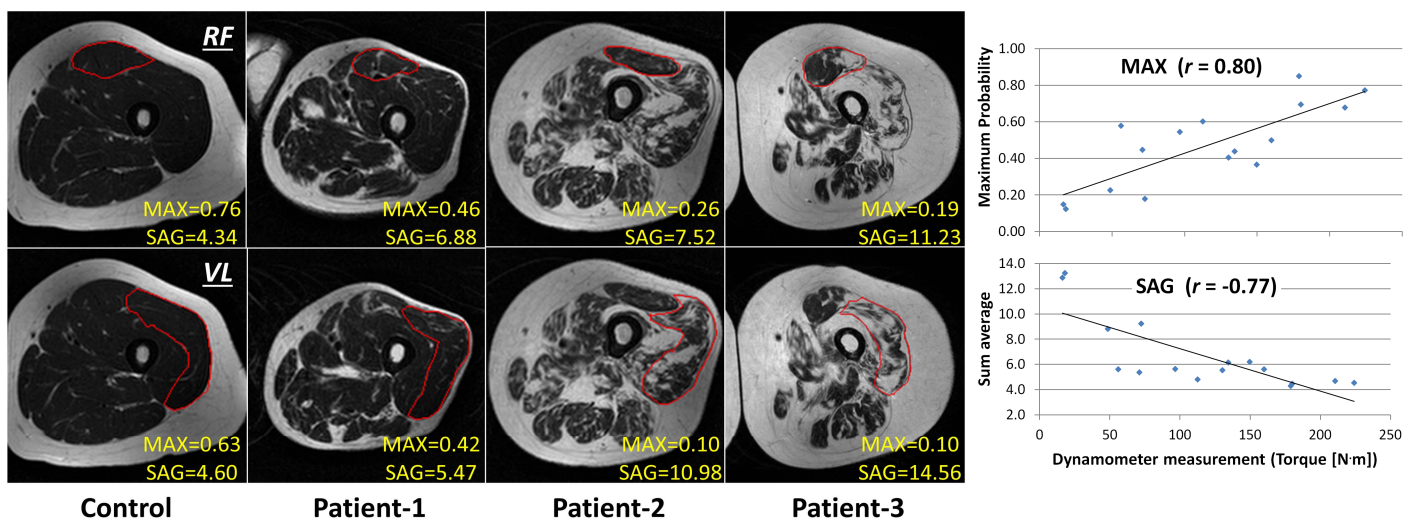 RF
MAX=0.76
SAG=4.34
MAX=0.46
SAG=6.88
MAX=0.26
SAG=7.52
MAX=0.19
SAG=11.23
VL
MAX=0.63
SAG=4.60
MAX=0.42
SAG=5.47
MAX=0.10
SAG=10.98
MAX=0.10
SAG=14.56
Control
Patient-1
Patient-2
Patient-3
MAX (r = 0.80)
Maximum Probability
1.00
0.80
0.60
0.40
0.20
0.00
SAG (r = -0.77)
Sum average
14.0
12.0
10.0
8.0
6.0
4.0
2.0
0 50 100 150 200 250
Dynamometer measurement (Torque [N·m])